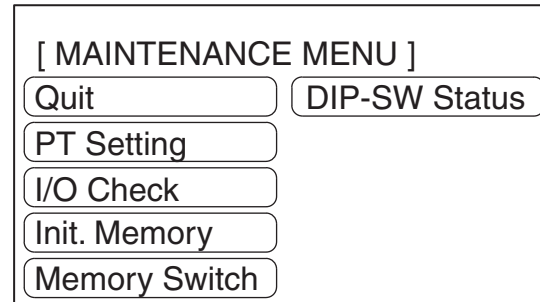 [ MAINTENANCE MENU ]
Quit DIP-SW Status
PT Setting
I/O Check
Init. Memory
Memory Switch